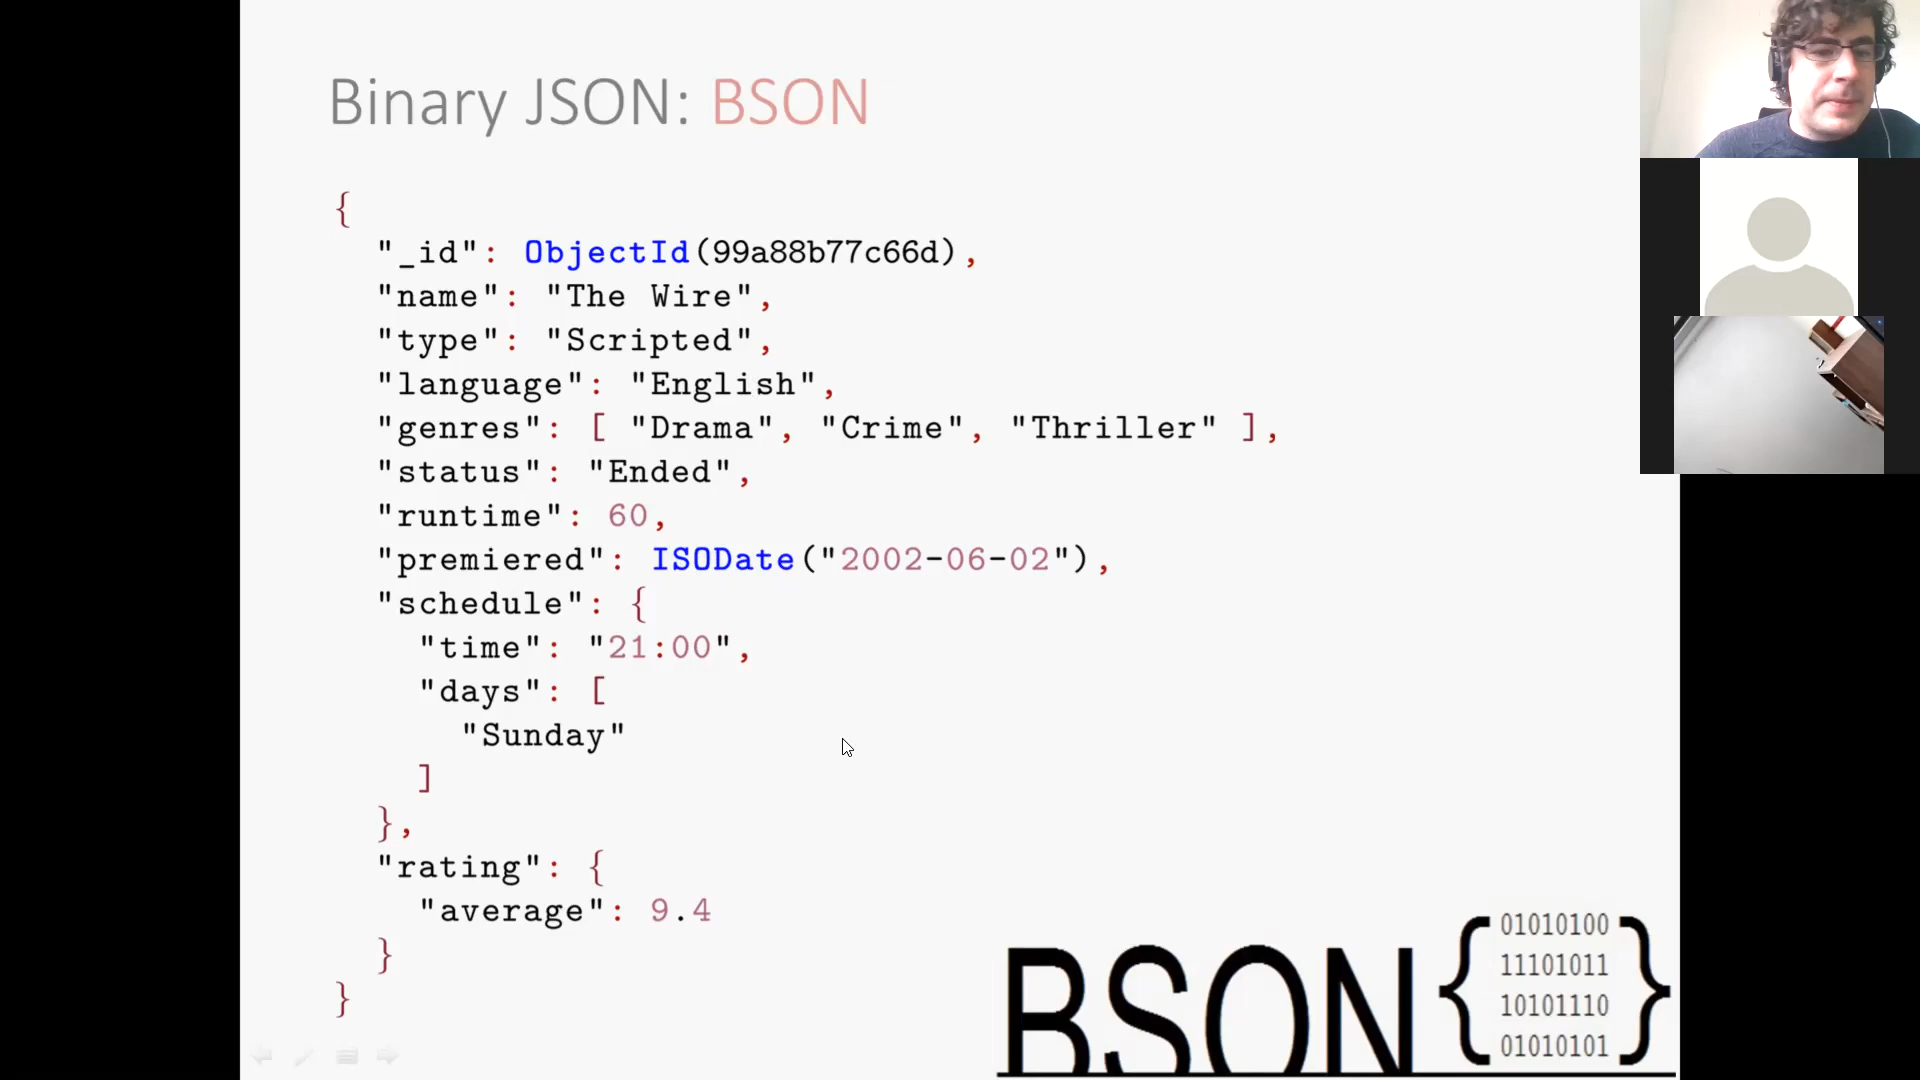 Binary JSON: BSON
{
"_id": ObjectId(99a88b77c66d),
"name": "The Wire",
"type": "Scripted",
"language": "English",
"genres": [ "Drama", "Crime", "Thriller" ],
"status": "Ended",
"runtime": 60,
"premiered": ISODate("2002-06-02"),
"schedule": {
"time": "21:00",
"days": [
"Sunday"
]
},
"rating": {
"average": 9.4
}
}
BSON {
01010100
11101011
10101110
01010101
}